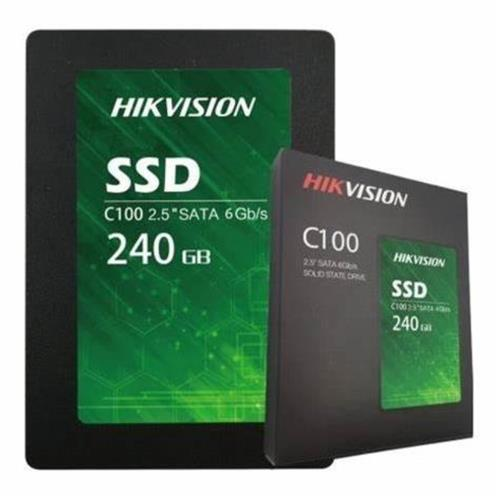 HIKVISION
SSD
C100 2.5" SATA 6Gb/s
240 GB
HIKVISION
C100
2.5" SATA 6Gb/s
SOLID STATE DRIVE
HIKVISION
SSD
C100 2.5" SATA 6Gb/s
240 GB